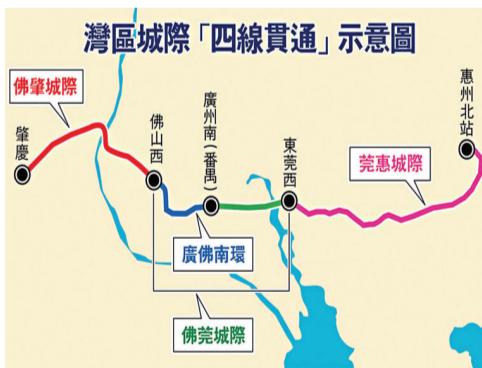 灣區城際「四線貫通」示意圖
佛肇城際
肇慶
佛山西
廣州南(番禺)
東莞西
惠州北站
莞惠城際
廣佛南環
佛莞城際